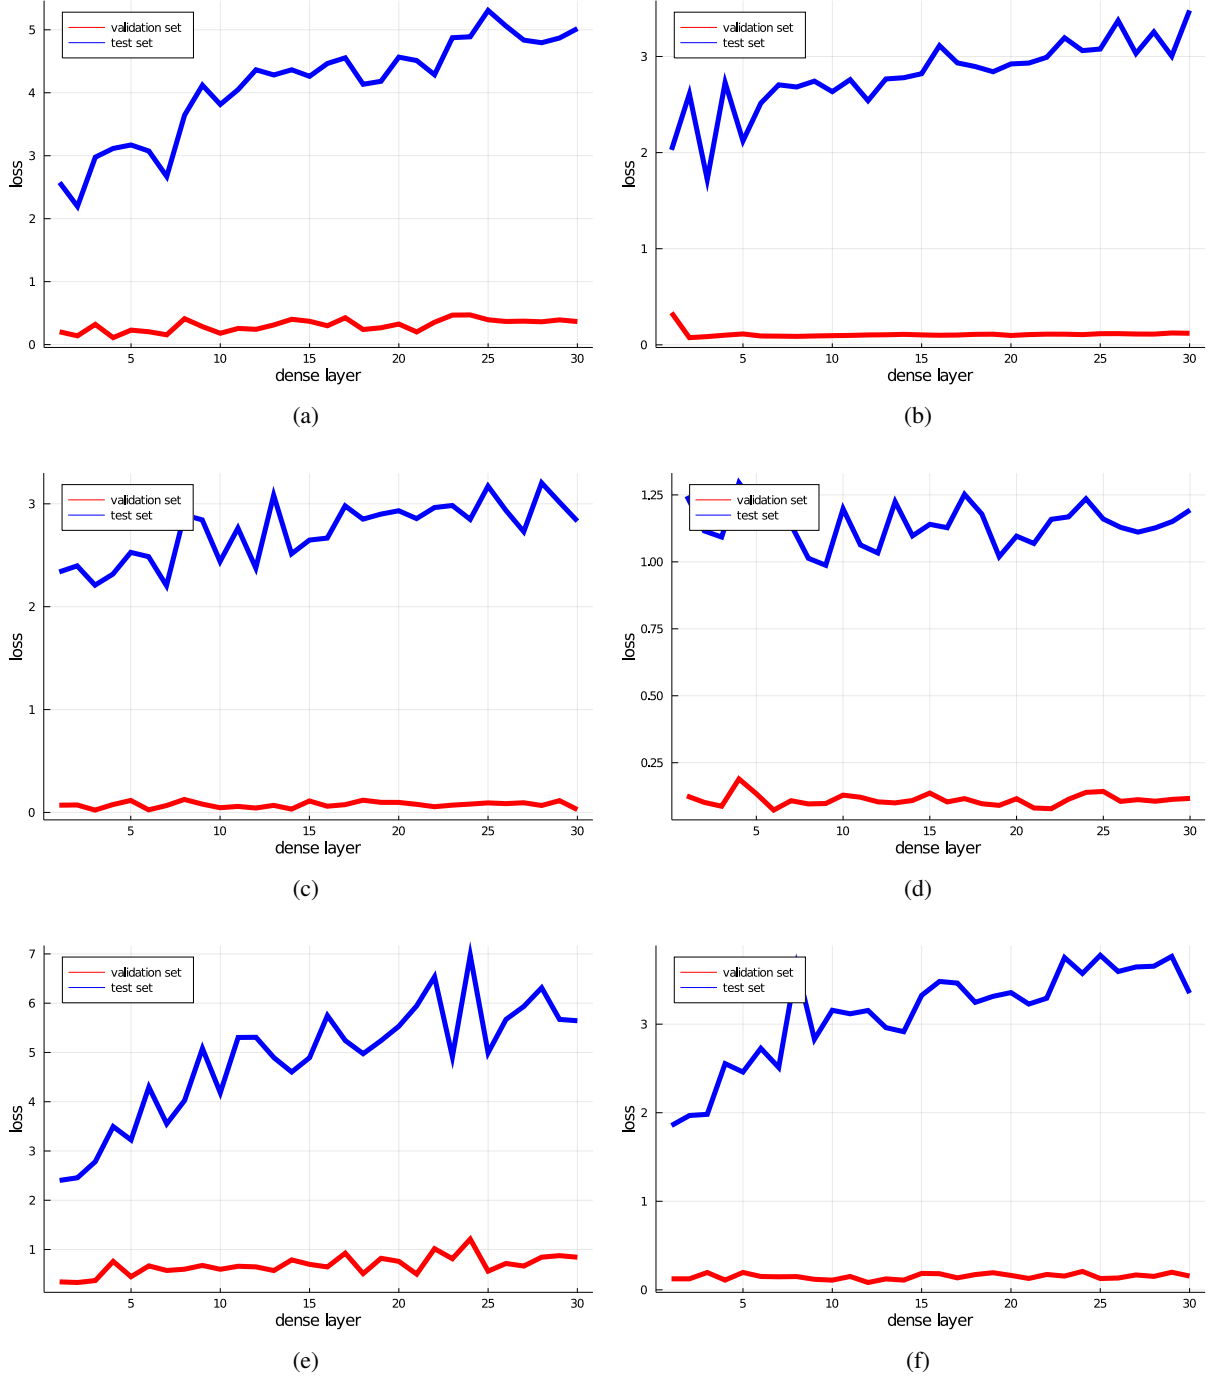 validation set
test set
loss
5
4
3
2
1
0
5 10 15 20 25 30
dense layer
(a)
validation set
test set
loss
3
2
1
0
5 10 15 20 25 30
dense layer
(b)
validation set
test set
loss
3
2
1
0
5 10 15 20 25 30
dense layer
(c)
validation set
test set
loss
1.25
1.00
0.75
0.50
0.25
5 10 15 20 25 30
dense layer
(d)
validation set
test set
loss
7
6
5
4
3
2
1
5 10 15 20 25 30
dense layer
(e)
validation set
test set
loss
3
2
1
0
5 10 15 20 25 30
dense layer
(f)